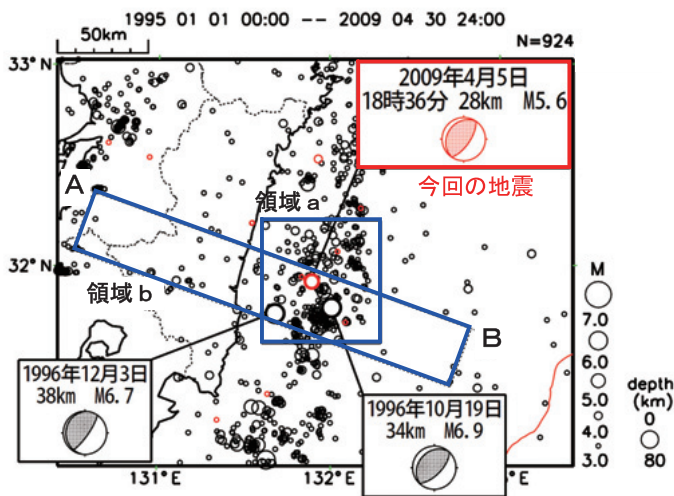 1995 01 01 00:00 -- 2009 04 30 24:00
50km
N=924
33°N
2009年4月5日
18時36分 28km M5.6
今回の地震
A
領域a
32°N
領域b
B
M
7.0
6.0
5.0
4.0
3.0
depth
(km)
0
80
1996年12月3日
38km M6.7
1996年10月19日
34km M6.9
131°E
132°E
133°E